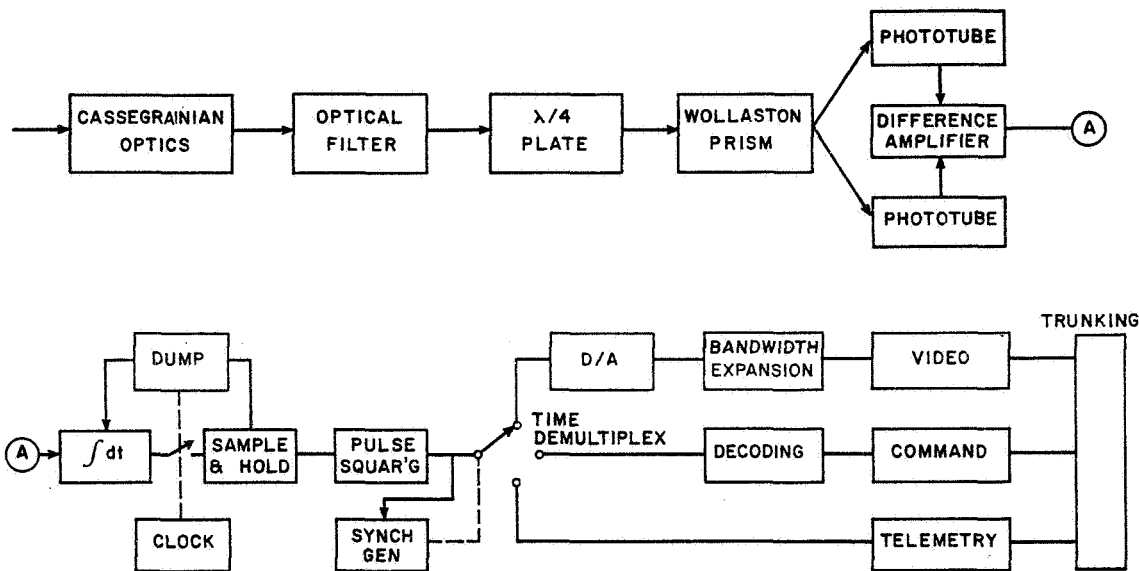 PHOTOTUBE
CASSEGRAINIAN
OPTICS
OPTICAL
FILTER
λ/4
PLATE
WOLLASTON
PRISM
DIFFERENCE
AMPLIFIER
A
PHOTOTUBE
TRUNKING
DUMP
D/A
BANDWIDTH
EXPANSION
VIDEO
A
∫dt
SAMPLE
& HOLD
PULSE
SQUAR'G
TIME
DEMULTIPLEX
DECODING
COMMAND
CLOCK
SYNCH
GEN
TELEMETRY